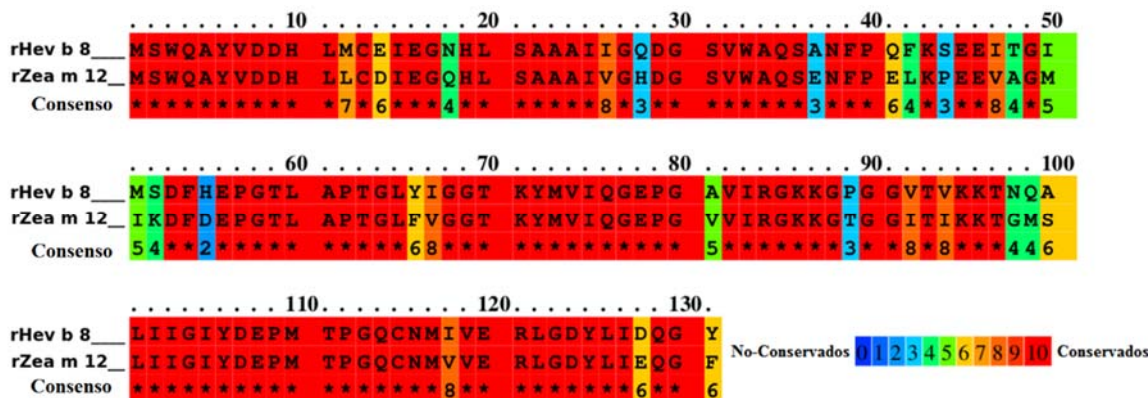 10 20 30 40 50
. . . . . . . . . . . . . . . . . . . . . . . . . . . . . . . . . . . . . . . . . . . . . . . . . .
rHev b 8___ MSWQAYVDDH LMCEIEGNHL SAAAIIGQDG SVWAQSANFP QFKSEEITGI
rZea m 12__ MSWQAYVDDH LLCDIEGQHL SAAAIVGHDG SVWAQSENFP ELKPEEVAGM
Consenso ********** *7*6***4** *****8*3** ******3*** 64*3**84*5
60 70 80 90 100
. . . . . . . . . . . . . . . . . . . . . . . . . . . . . . . . . . . . . . . . . . . . . . . . . .
rHev b 8___ MSDFHEPGTL APTGLYIGGT KYMVIQGEPG AVIRGKKGPG GVTVKKTNQA
rZea m 12__ IKDFDEPGTL APTGLFVGGT KYMVIQGEPG VVIRGKKGTG GITIKKTGMS
Consenso 54**2***** *****68*** ********** 5*******3* *8*8***446
110 120 130
. . . . . . . . . . . . . . . . . . . . . . . . . . . . . . .
rHev b 8___ LIIGIYDEPM TPGQCNMIVE RLGDYLIDQG Y
rZea m 12__ LIIGIYDEPM TPGQCNMVVE RLGDYLIEQG F
Consenso ********** *******8** *******6** 6
No-Conservados 0 1 2 3 4 5 6 7 8 9 10 Conservados